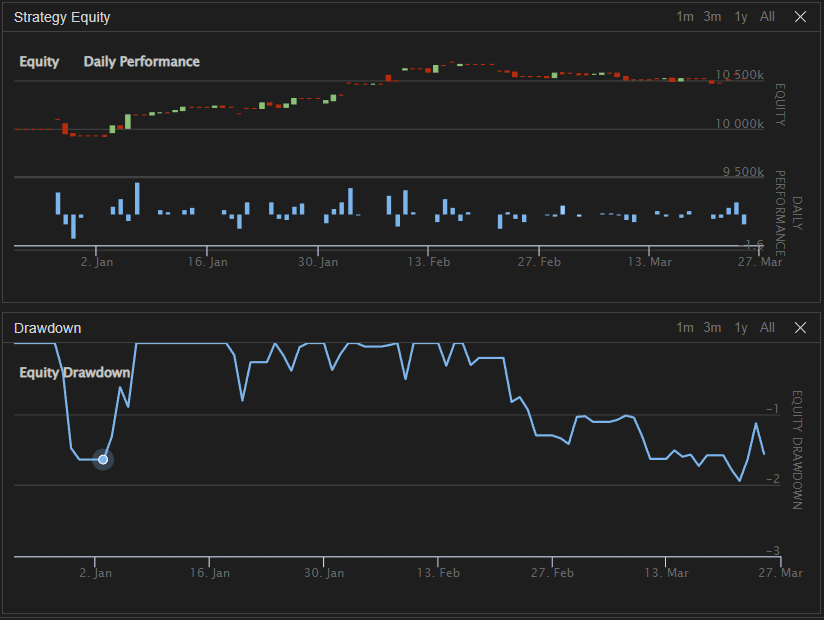 Strategy Equity 1m 3m 1y All
Equity Daily Performance
10 500k
10 000k
9 500k
EQUITY
DAILY
PERFORMANCE
-1.6
2. Jan 16. Jan 30. Jan 13. Feb 27. Feb 13. Mar 27. Mar
Drawdown 1m 3m 1y All
Equity Drawdown
-1
-2
-3
EQUITY DRAWDOWN
2. Jan 16. Jan 30. Jan 13. Feb 27. Feb 13. Mar 27. Mar